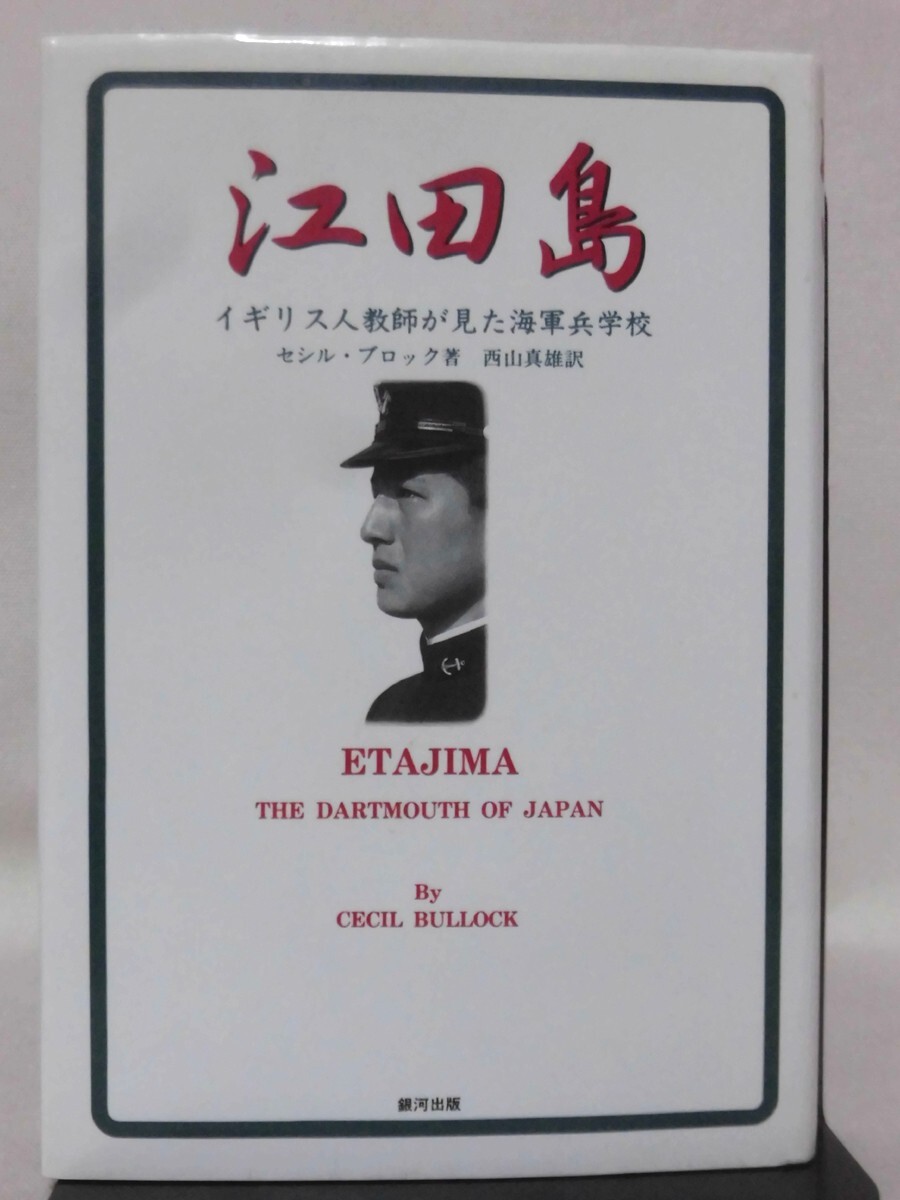 江田島
イギリス人教師が見た海軍兵学校
セシル・ブロック著 西山真雄訳
ETAJIMA
THE DARTMOUTH OF JAPAN
By
CECIL BULLOCK
銀河出版